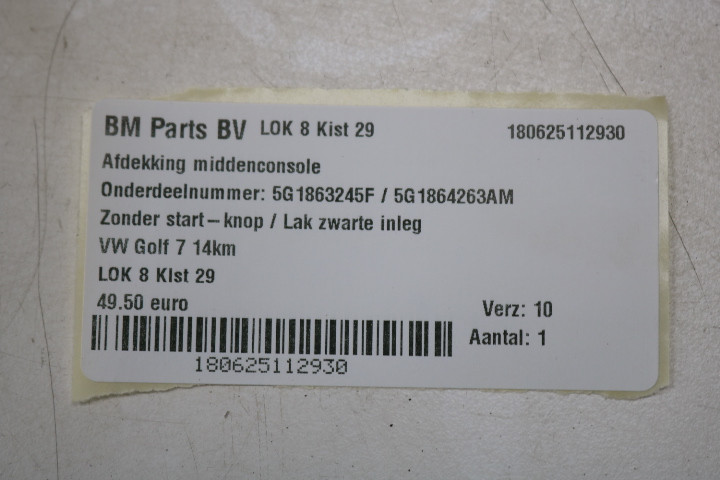 BM Parts BV LOK 8 Kist 29 180625112930
Afdekking middenconsole
Onderdeelnummer: 5G1863245F / 5G1864263AM
Zonder start-knop / Lak zwarte inleg
VW Golf 7 14km
LOK 8 Kist 29
49.50 euro Verz: 10
Aantal: 1
180625112930